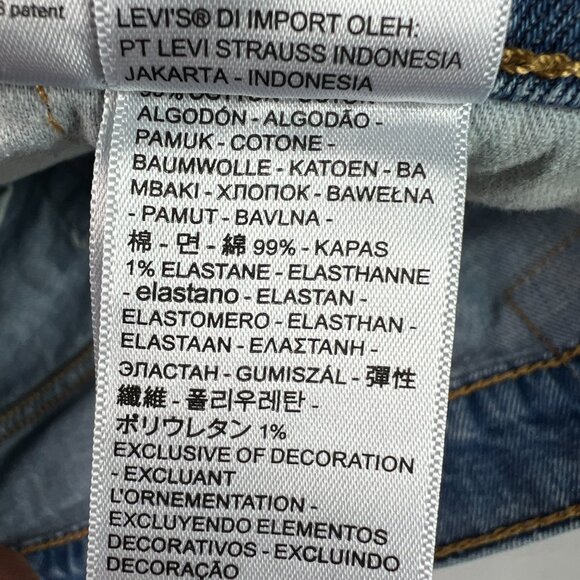 patent
LEVI'S® DI IMPORT OLEH:
PT LEVI STRAUSS INDONESIA
JAKARTA - INDONESIA
ALGODÓN - ALGODÃO -
PAMUK - COTONE -
BAUMWOLLE - KATOEN - BA
MBAKI - ХЛОПОК - BAWEŁNA
- PAMUT - BAVLNA -
棉 - 면 - 綿 99% - KAPAS
1% ELASTANE - ELASTHANNE
- elastano - ELASTAN -
ELASTOMERO - ELASTHAN -
ELASTAAN - ΕΛΑΣΤΑΝΗ -
ЭЛАСТАН - GUMISZÁL - 彈性
纖維 - 폴리우레탄 -
ポリウレタン 1%
EXCLUSIVE OF DECORATION
- EXCLUANT
L'ORNEMENTATION -
EXCLUYENDO ELEMENTOS
DECORATIVOS - EXCLUINDO
DECORAÇÃO